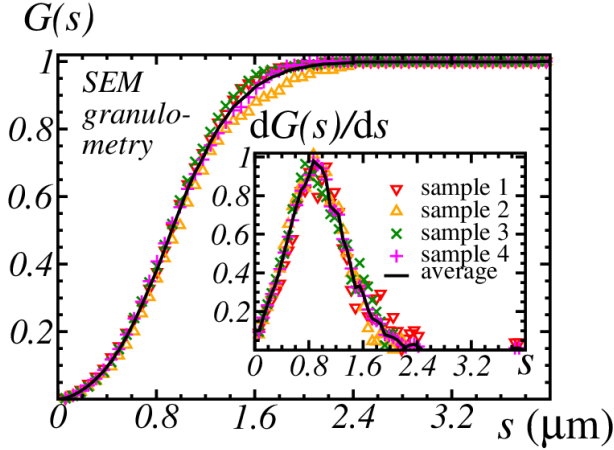 G(s)
1
0.8
0.6
0.4
0.2
SEM
granulo-
metry
dG(s)/ds
1
0.8
0.6
0.4
0.2
sample 1
sample 2
sample 3
sample 4
average
0 0.8 1.6 2.4 3.2 s
0 0.8 1.6 2.4 3.2 s (μm)